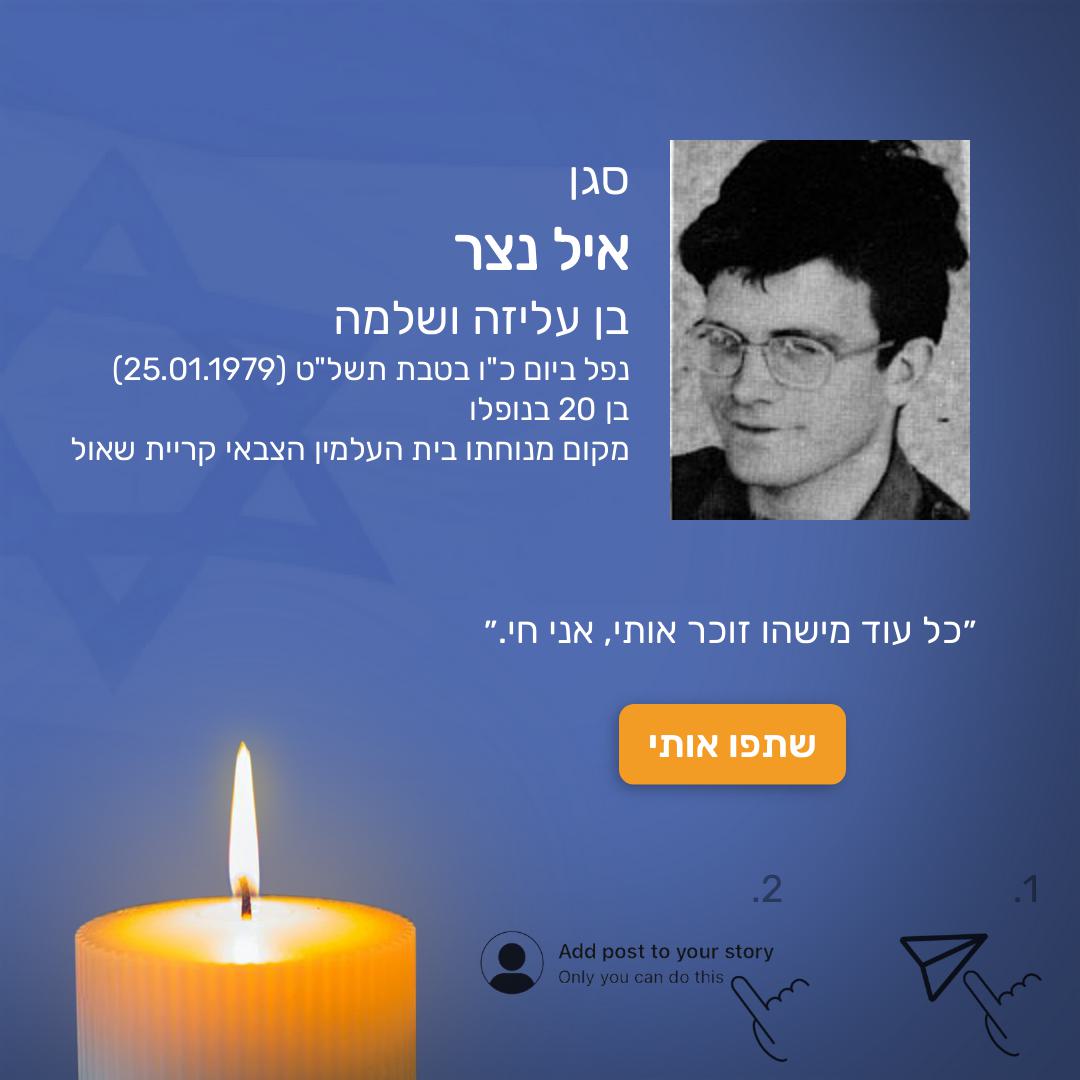 סגן
איל נצר
בן עליזה ושלמה
נפל ביום כ"ו בטבת תשל"ט (25.01.1979)
בן 20 בנופלו
מקום מנוחתו בית העלמין הצבאי קריית שאול
״כל עוד מישהו זוכר אותי, אני חי.״
שתפו אותי
1.
2.
Add post to your story
Only you can do this